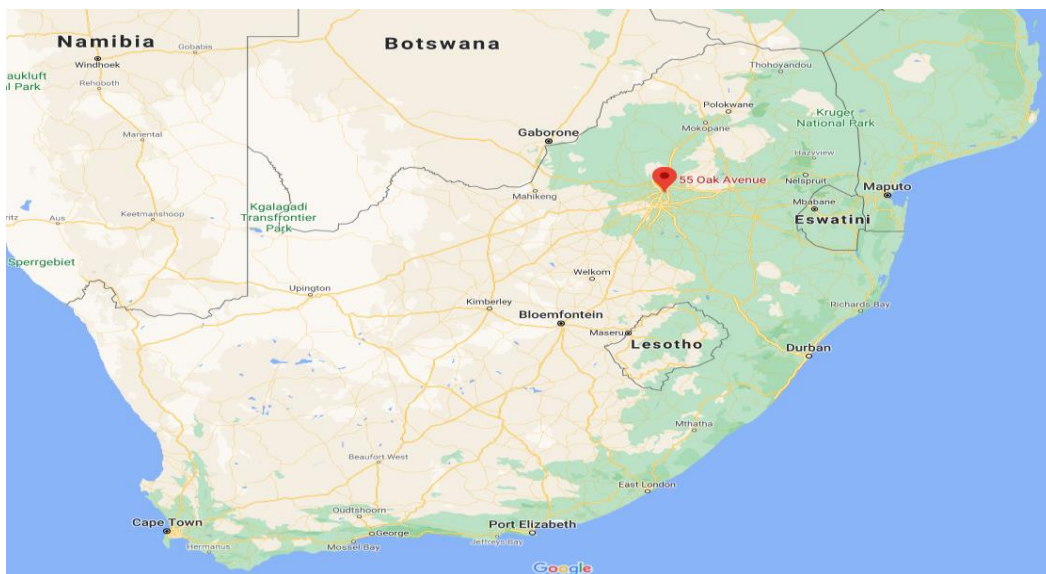 Namibia
Gobabis
Botswana
Windhoek
Thohoyandou
aukluft
al Park
Rehoboth
Polokwane
Kruger
National Park
Mokopane
Mariental
Gaborone
Hazyview
55 Oak Avenue
Nelspruit
Maputo
Mahikeng
Mbabane
Eswatini
Kgalagadi
Transfrontier
Park
ritz
Aus
Keetmanshoop
Sperrgebiet
Welkom
Upington
Kimberley
Richards Bay
Bloemfontein
Maseru
Lesotho
Durban
Mthatha
Beaufort West
East London
Oudtshoorn
Cape Town
George
Port Elizabeth
Hermanus
Mossel Bay
Jeffreys Bay
Google